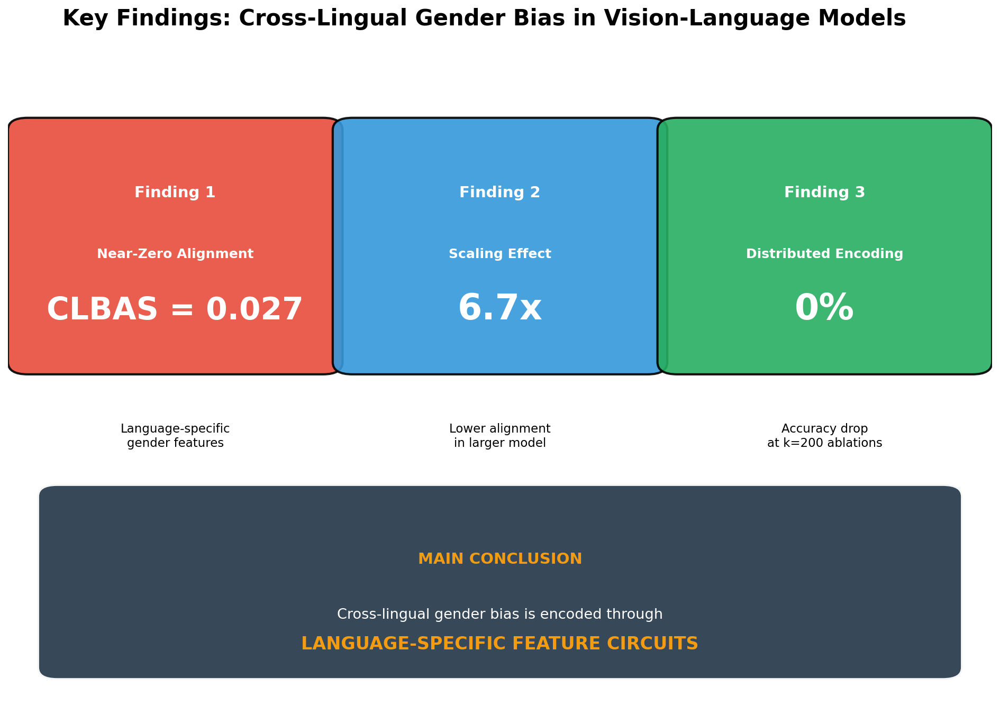 Key Findings: Cross-Lingual Gender Bias in Vision-Language Models
Finding 1
Near-Zero Alignment
CLBAS = 0.027
Language-specific
gender features
Finding 2
Scaling Effect
6.7x
Lower alignment
in larger model
Finding 3
Distributed Encoding
0%
Accuracy drop
at k=200 ablations
MAIN CONCLUSION
Cross-lingual gender bias is encoded through
LANGUAGE-SPECIFIC FEATURE CIRCUITS